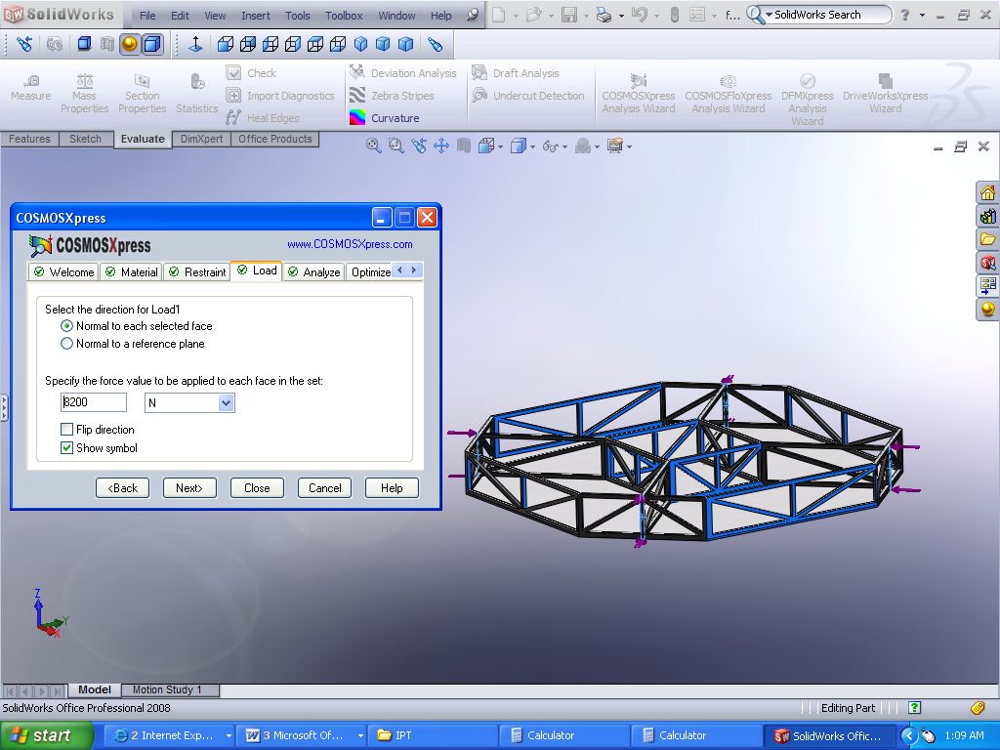 SolidWorks File Edit View Insert Tools Toolbox Window Help f... SolidWorks Search ?
Measure Mass Properties Section Properties Statistics
Check
Import Diagnostics
Heal Edges
Deviation Analysis
Zebra Stripes
Curvature
Draft Analysis
Undercut Detection
COSMOSXpress Analysis Wizard
COSMOSFloXpress Analysis Wizard
DFMXpress Analysis Wizard
DriveWorksXpress Wizard
Features Sketch Evaluate DimXpert Office Products
COSMOSXpress
COSMOSXpress www.COSMOSXpress.com
Welcome Material Restraint Load Analyze Optimize
Select the direction for Load1
Normal to each selected face
Normal to a reference plane
Specify the force value to be applied to each face in the set:
8200 N
Flip direction
Show symbol
<Back Next> Close Cancel Help
Z
Y
X
Model Motion Study 1
SolidWorks Office Professional 2008 Editing Part ?
start 2 Internet Exp... 3 Microsoft Of... IPT Calculator Calculator SolidWorks Offic... 1:09 AM